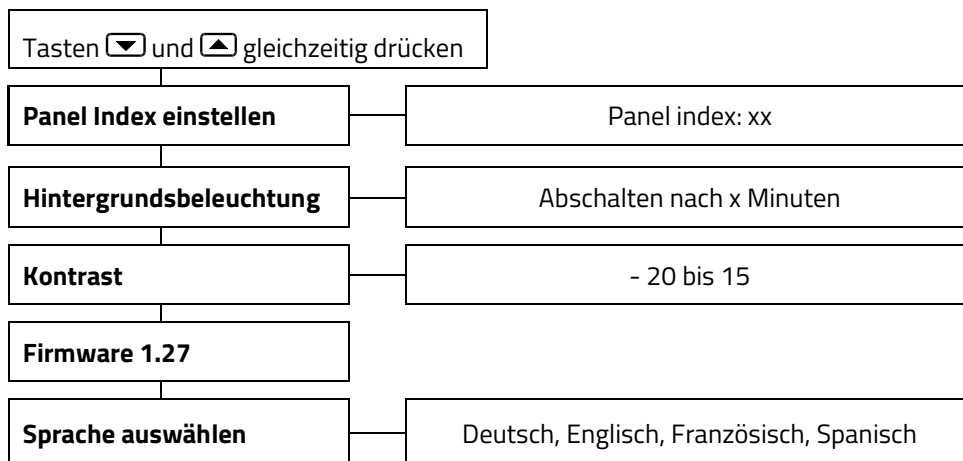 Tasten und gleichzeitig drücken
Panel Index einstellen
Panel index: xx
Hintergrundsbeleuchtung
Abschalten nach x Minuten
Kontrast
- 20 bis 15
Firmware 1.27
Sprache auswählen
Deutsch, Englisch, Französisch, Spanisch